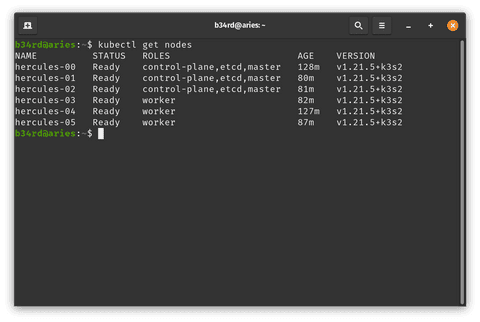 b34rd@aries: ~
b34rd@aries:~$ kubectl get nodes
NAME STATUS ROLES AGE VERSION
hercules-00 Ready control-plane,etcd,master 128m v1.21.5+k3s2
hercules-01 Ready control-plane,etcd,master 80m v1.21.5+k3s2
hercules-02 Ready control-plane,etcd,master 81m v1.21.5+k3s2
hercules-03 Ready worker 82m v1.21.5+k3s2
hercules-04 Ready worker 127m v1.21.5+k3s2
hercules-05 Ready worker 87m v1.21.5+k3s2
b34rd@aries:~$